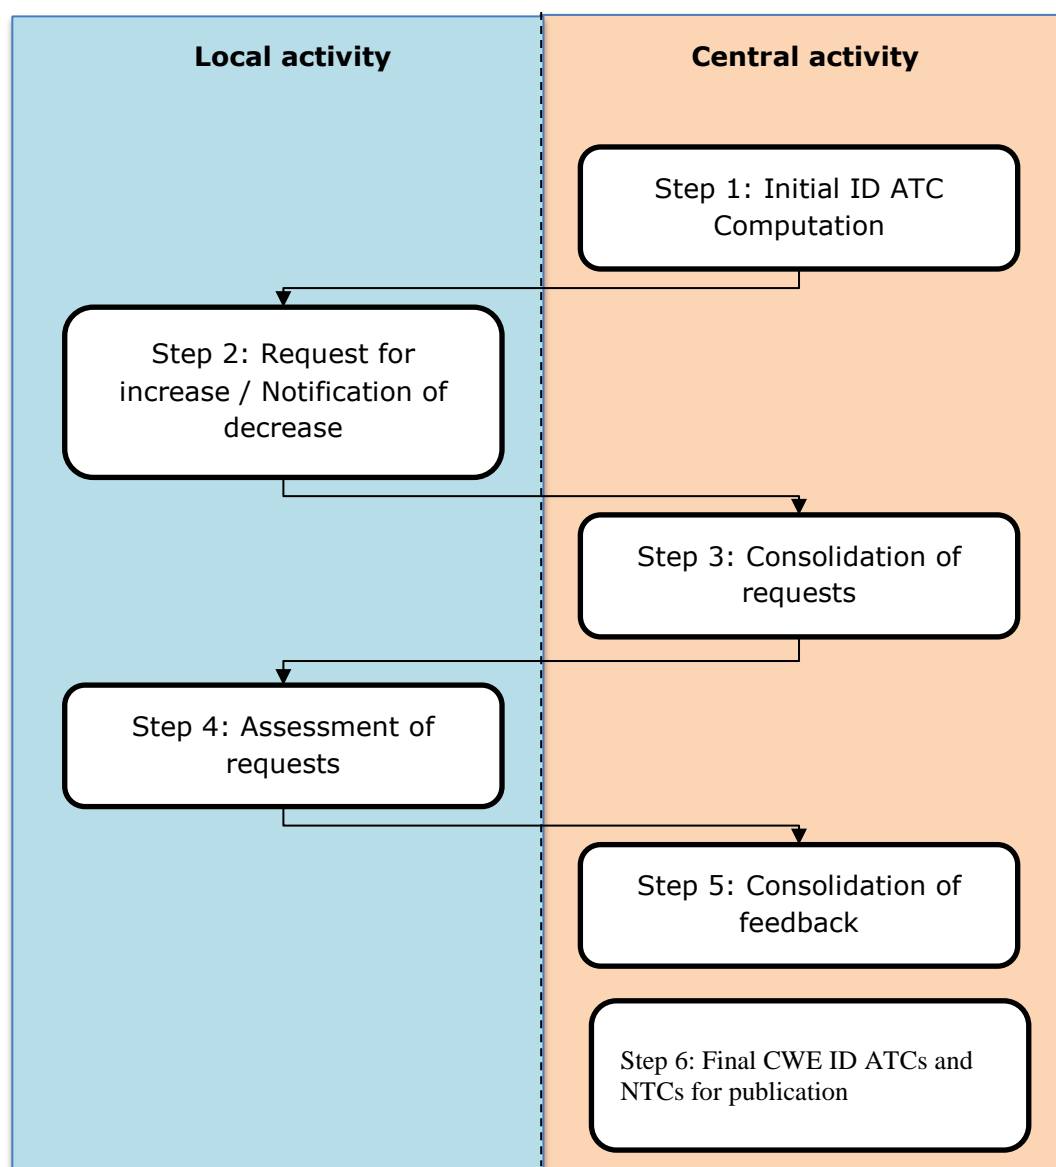 Local activity
Central activity
Step 1: Initial ID ATC
Computation
Step 2: Request for
increase / Notification of
decrease
Step 3: Consolidation of
requests
Step 4: Assessment of
requests
Step 5: Consolidation of
feedback
Step 6: Final CWE ID ATCs and
NTCs for publication